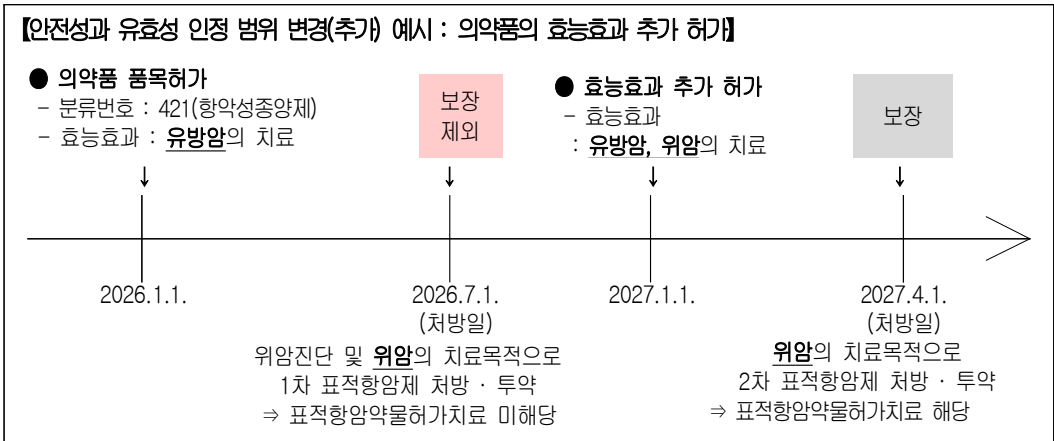 【안전성과 유효성 인정 범위 변경(추가) 예시 : 의약품의 효능효과 추가 허가】
● 의약품 품목허가
- 분류번호 : 421(항악성종양제)
- 효능효과 : 유방암의 치료
보장
제외
● 효능효과 추가 허가
- 효능효과
: 유방암, 위암의 치료
보장
↓
↓
↓
↓
2026.1.1.
2026.7.1.
(처방일)
위암진단 및 위암의 치료목적으로
1차 표적항암제 처방 · 투약
⇒ 표적항암약물허가치료 미해당
2027.1.1.
2027.4.1.
(처방일)
위암의 치료목적으로
2차 표적항암제 처방 · 투약
⇒ 표적항암약물허가치료 해당